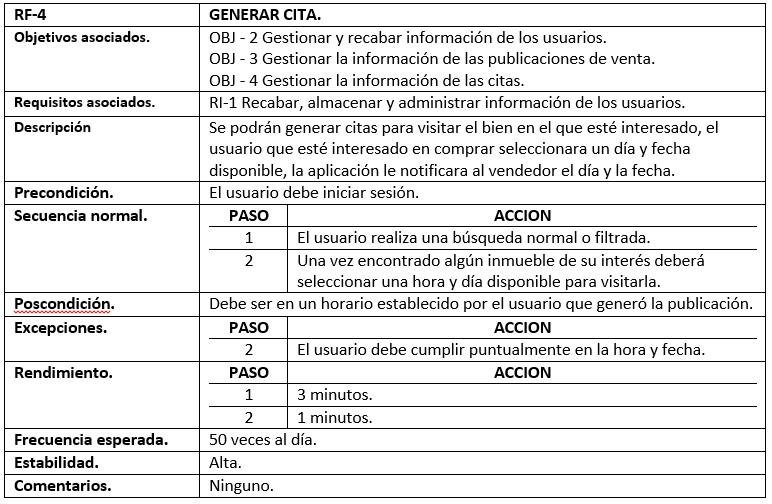 RF-4 GENERAR CITA.
Objetivos asociados. OBJ - 2 Gestionar y recabar información de los usuarios.
OBJ - 3 Gestionar la información de las publicaciones de venta.
OBJ - 4 Gestionar la información de las citas.
Requisitos asociados. RI-1 Recabar, almacenar y administrar información de los usuarios.
Descripción Se podrán generar citas para visitar el bien en el que esté interesado, el
usuario que esté interesado en comprar seleccionara un día y fecha
disponible, la aplicación le notificara al vendedor el día y la fecha.
Precondición. El usuario debe iniciar sesión.
Secuencia normal. PASO ACCION
1 El usuario realiza una búsqueda normal o filtrada.
2 Una vez encontrado algún inmueble de su interés deberá
seleccionar una hora y día disponible para visitarla.
Poscondición. Debe ser en un horario establecido por el usuario que generó la publicación.
Excepciones. PASO ACCION
2 El usuario debe cumplir puntualmente en la hora y fecha.
Rendimiento. PASO ACCION
1 3 minutos.
2 1 minutos.
Frecuencia esperada. 50 veces al día.
Estabilidad. Alta.
Comentarios. Ninguno.